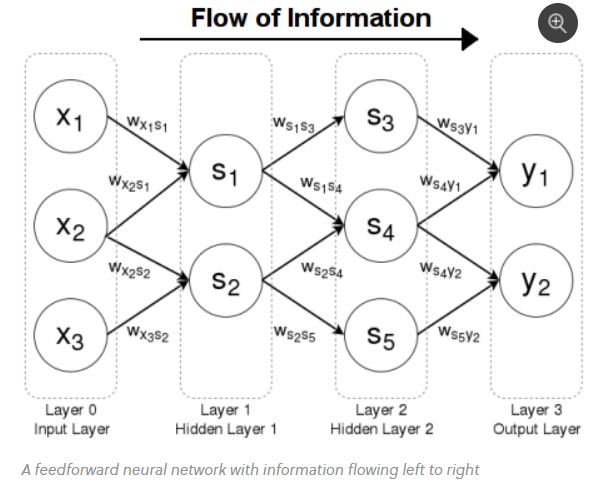 Flow of Information
x1 wx1s1 ws1s3 s3 ws3y1
s1 y1
wx2s1 ws1s4 ws4y1
x2 s4
wx2s2 s2 ws2s4 ws4y2 y2
x3 wx3s2 ws2s5 s5 ws5y2
Layer 0 Layer 1 Layer 2 Layer 3
Input Layer Hidden Layer 1 Hidden Layer 2 Output Layer
A feedforward neural network with information flowing left to right